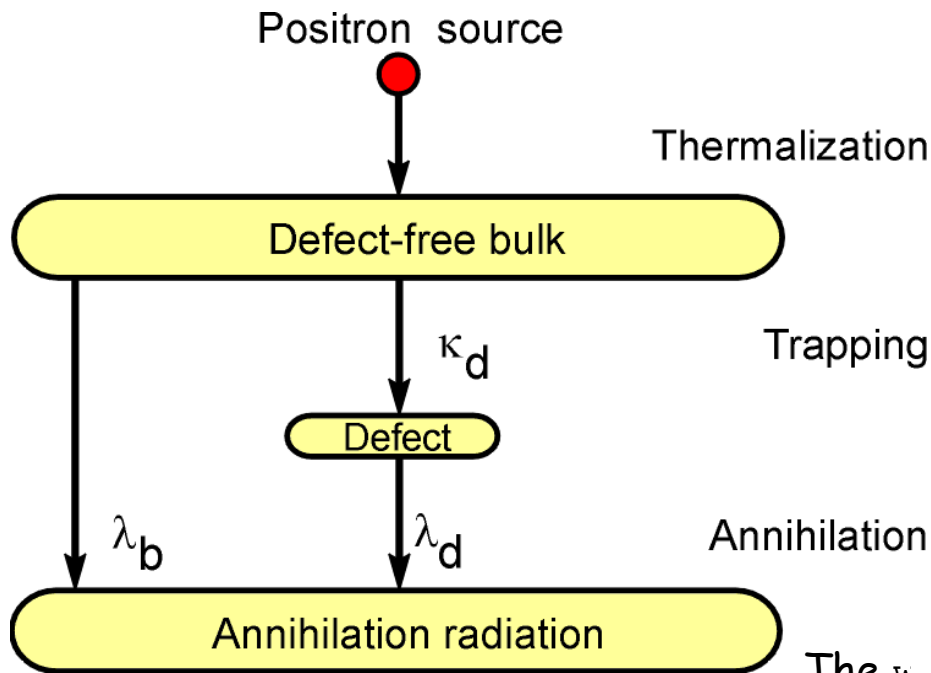 Positron source
Thermalization
Defect-free bulk
κd
Trapping
Defect
λb
λd
Annihilation
Annihilation radiation
The